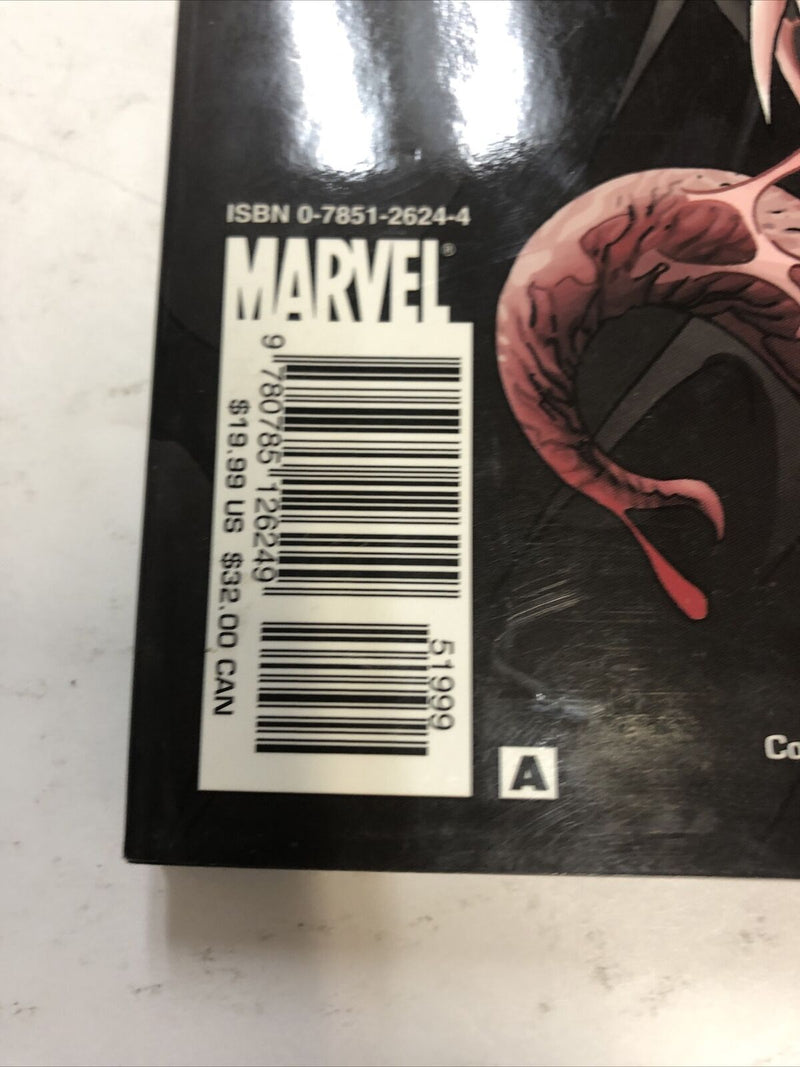 ISBN 0-7851-2624-4
MARVEL®
9 780785 126249
51999
$19.99 US $32.00 CAN
A